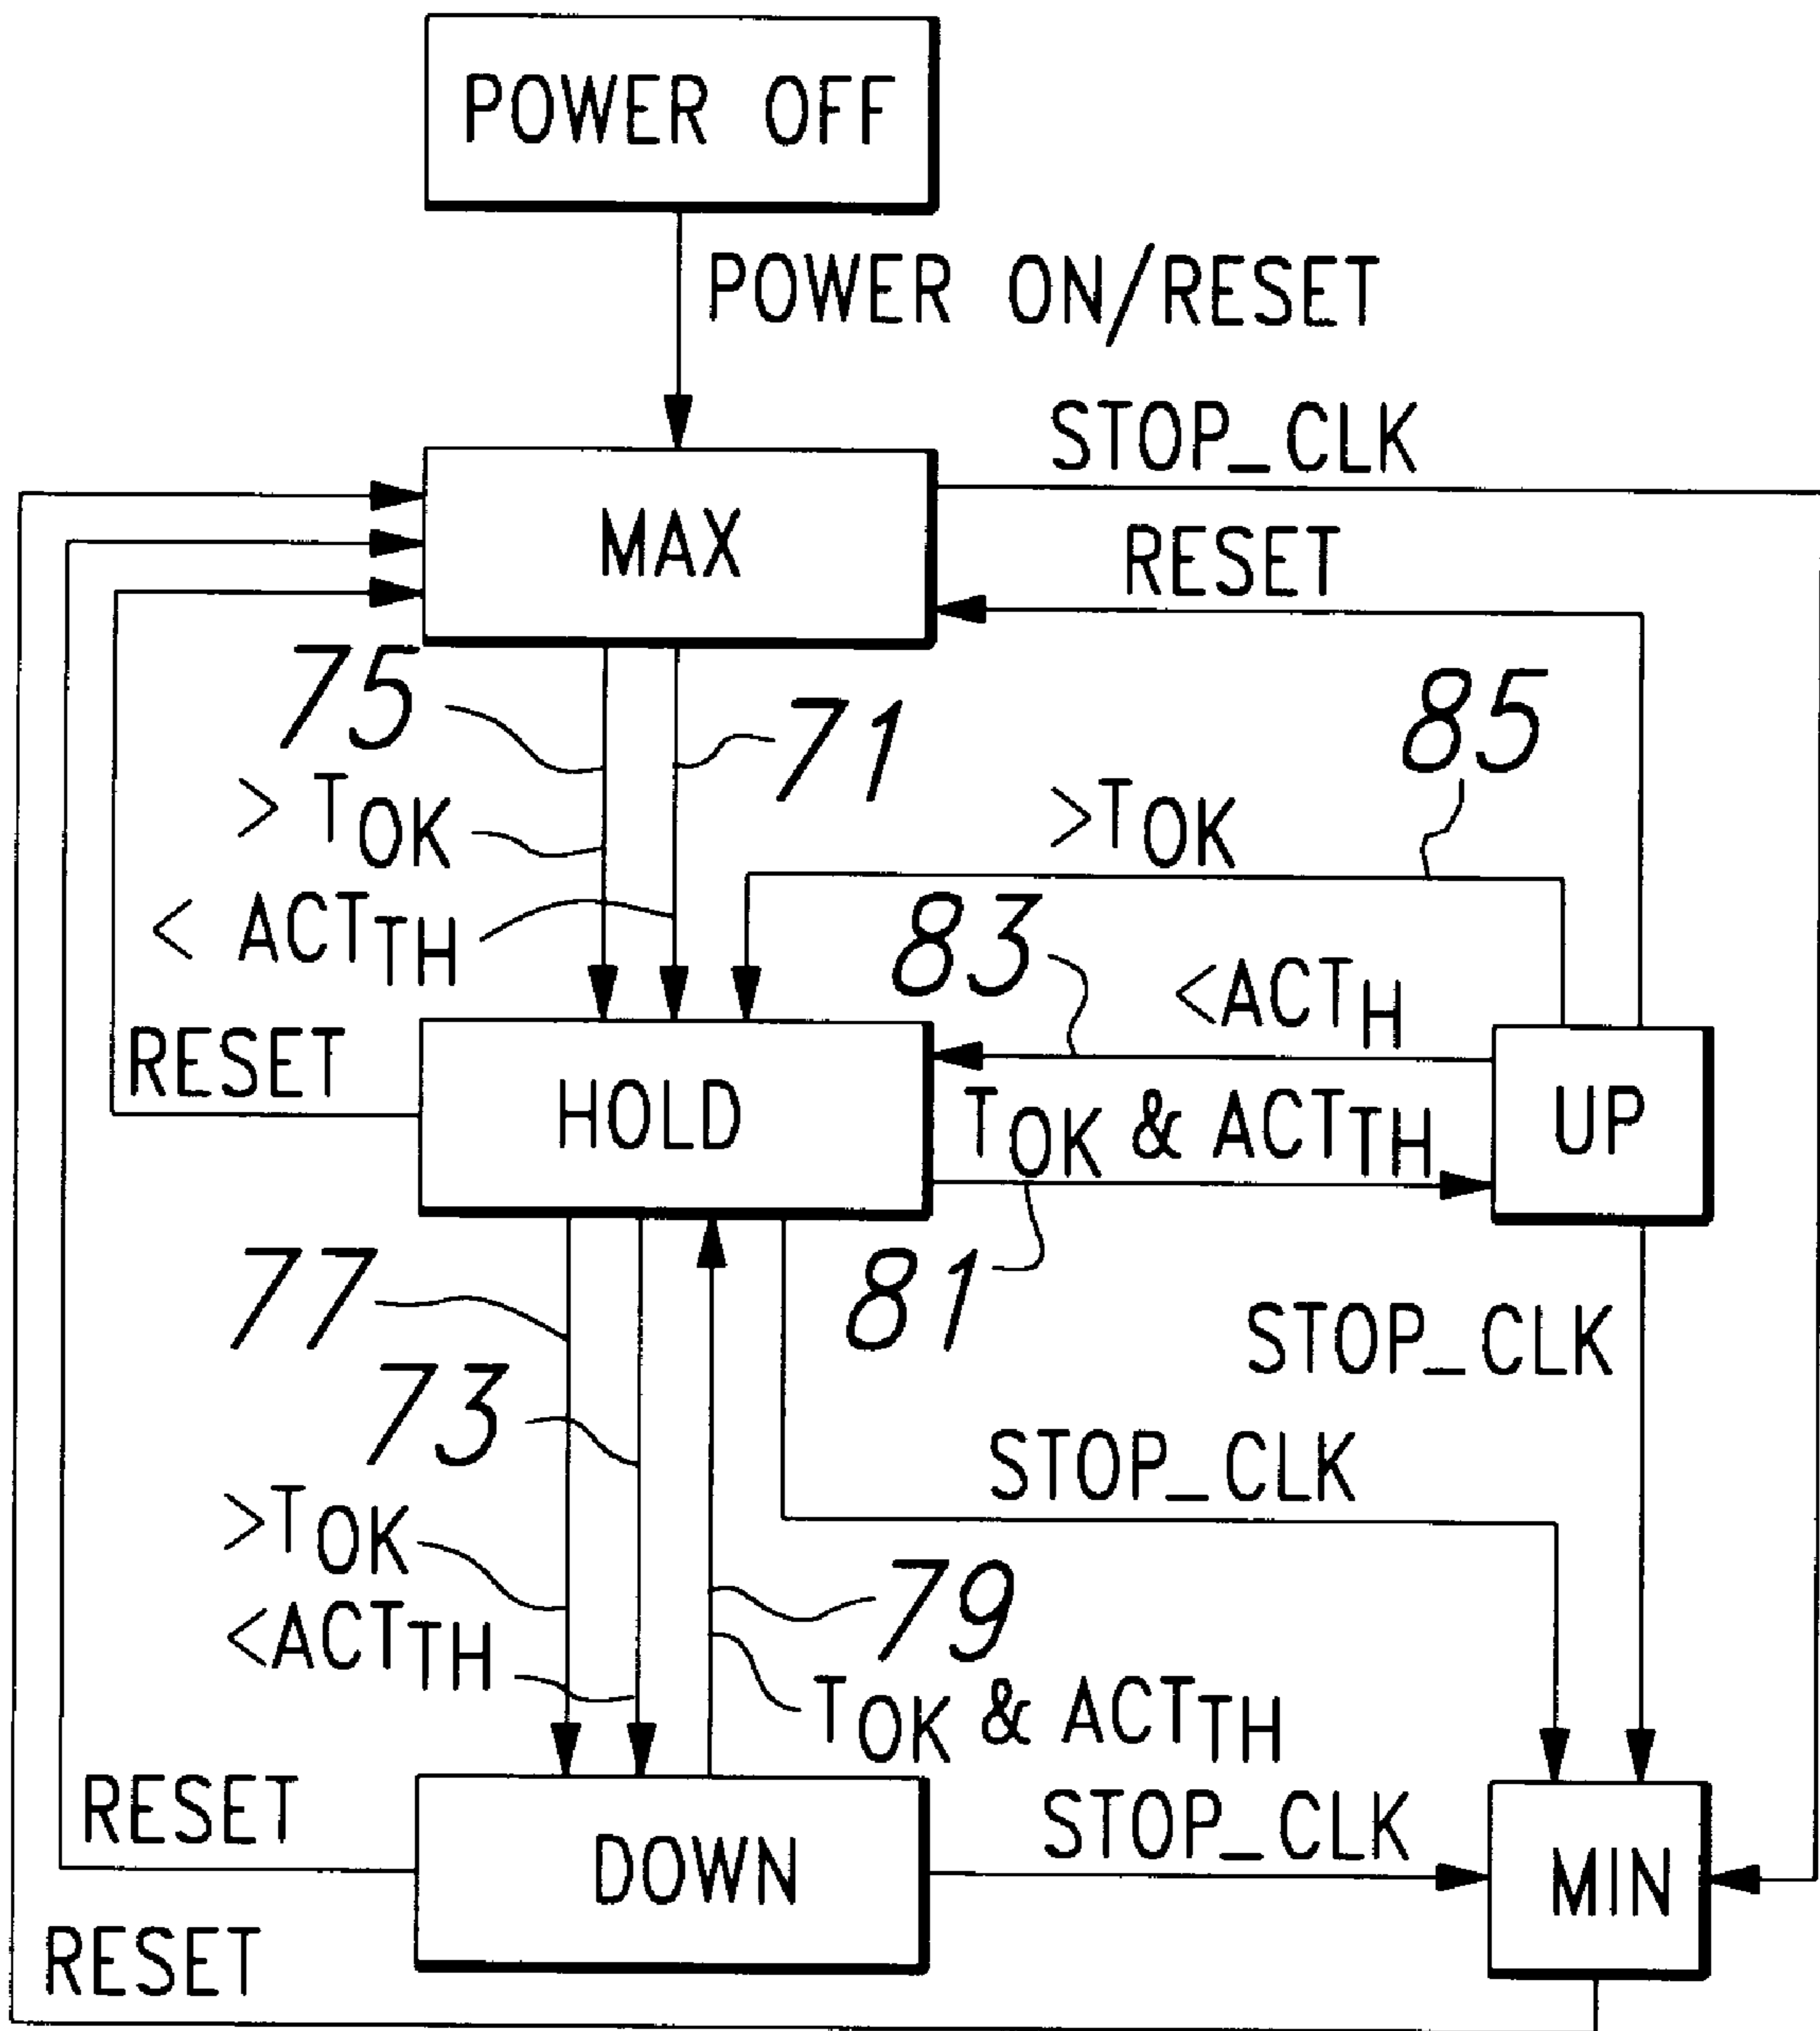 POWER OFF
POWER ON/RESET
STOP_CLK
MAX
RESET
75
71
85
> TOK
>TOK
< ACTTH
83
<ACTH
RESET
HOLD
TOK & ACTTH
UP
77
81
STOP_CLK
73
STOP_CLK
>TOK
79
<ACTTH
TOK & ACTTH
RESET
STOP_CLK
DOWN
MIN
RESET